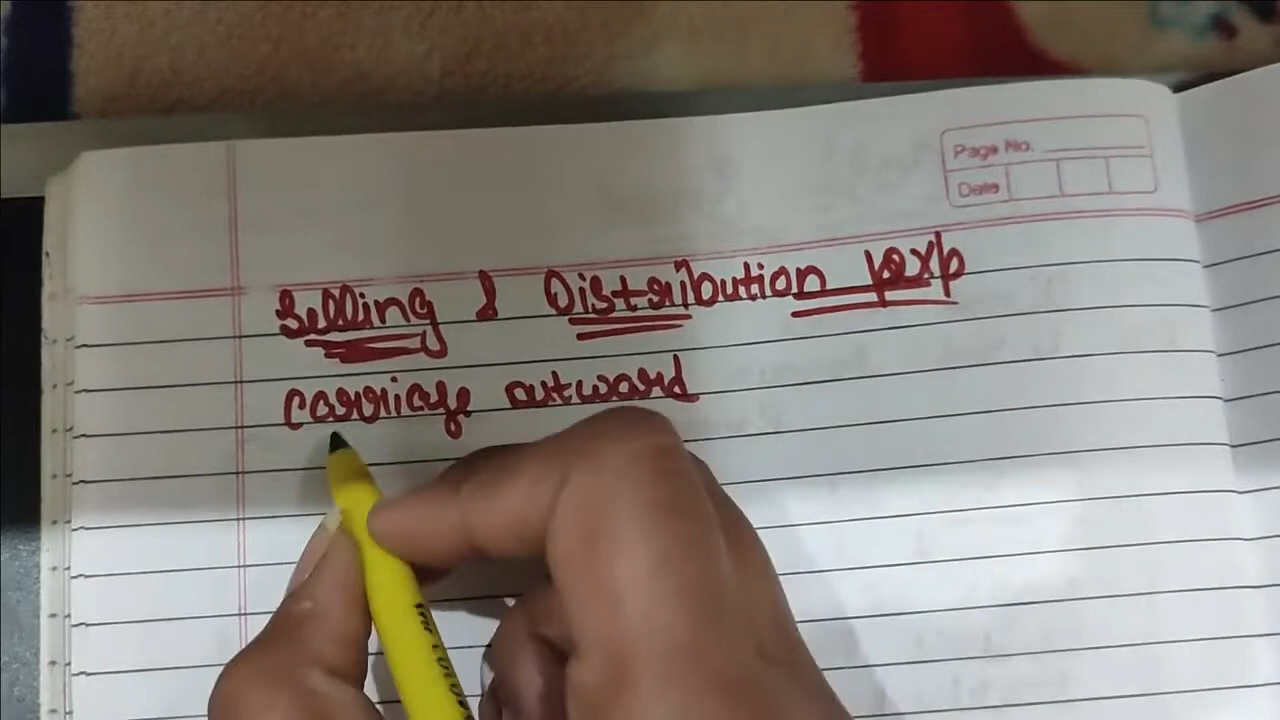 Page No.
Date
Selling & Distribution exp
carriage outward